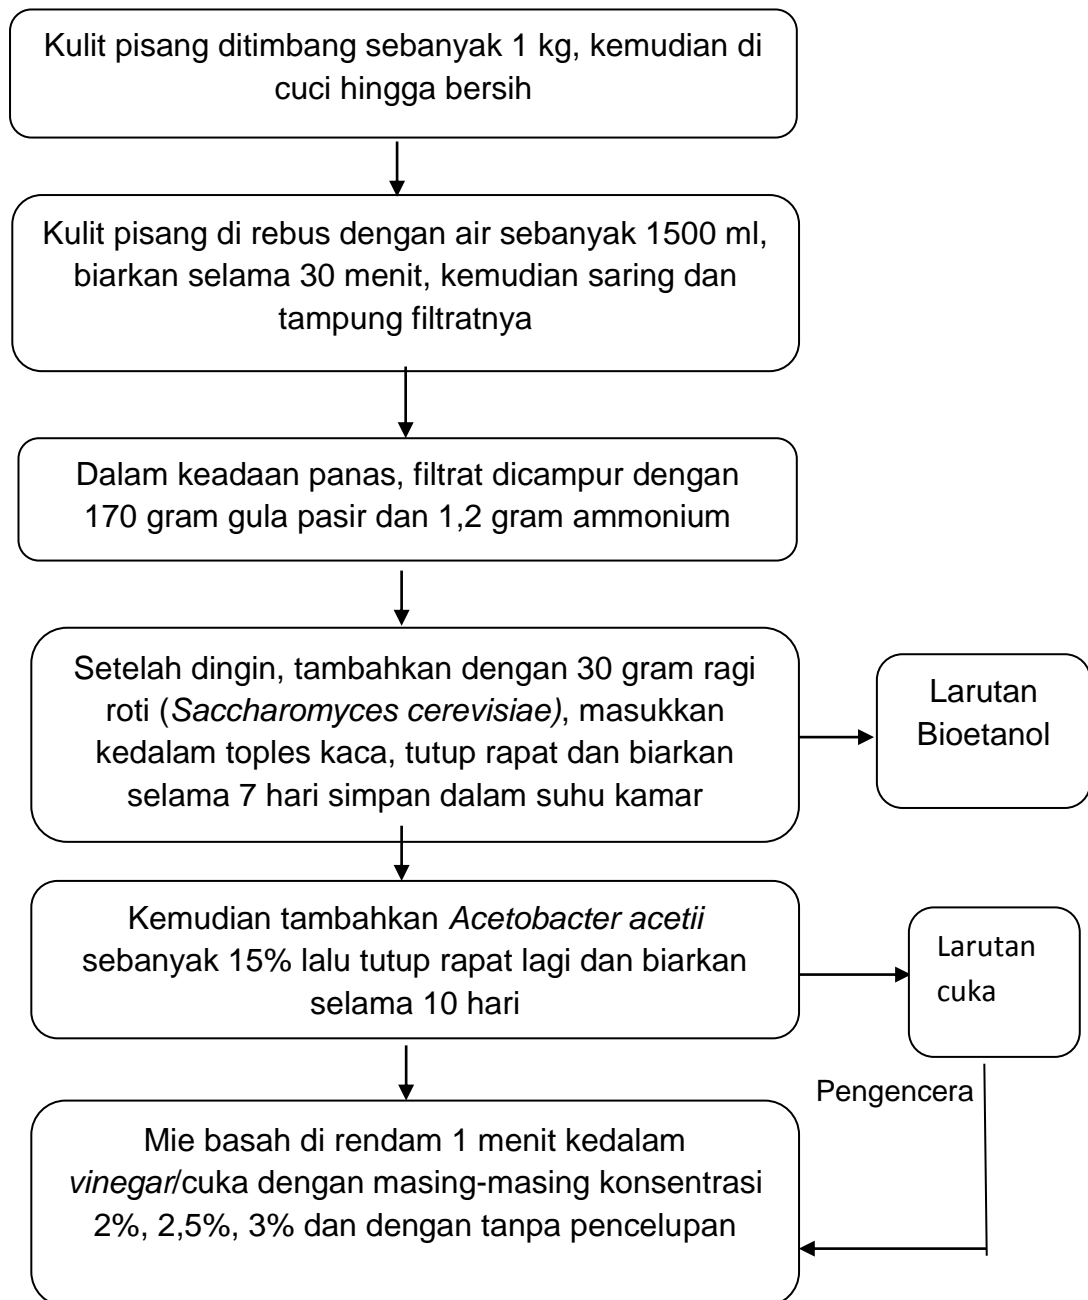 Kulit pisang ditimbang sebanyak 1 kg, kemudian di
cuci hingga bersih
Kulit pisang di rebus dengan air sebanyak 1500 ml,
biarkan selama 30 menit, kemudian saring dan
tampung filtratnya
Dalam keadaan panas, filtrat dicampur dengan
170 gram gula pasir dan 1,2 gram ammonium
Setelah dingin, tambahkan dengan 30 gram ragi
roti (Saccharomyces cerevisiae), masukkan
kedalam toples kaca, tutup rapat dan biarkan
selama 7 hari simpan dalam suhu kamar
Larutan
Bioetanol
Kemudian tambahkan Acetobacter acetii
sebanyak 15% lalu tutup rapat lagi dan biarkan
selama 10 hari
Larutan
cuka
Pengencera
Mie basah di rendam 1 menit kedalam
vinegar/cuka dengan masing-masing konsentrasi
2%, 2,5%, 3% dan dengan tanpa pencelupan